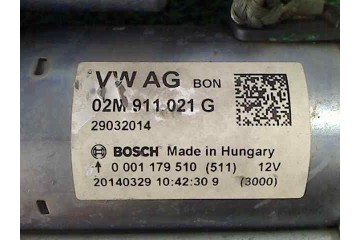 VW AG BON
02M 911 021 G
29032014
BOSCH Made in Hungary
↑ 0 001 179 510 (511) 12V
20140329 10:42:30 9 (3000)